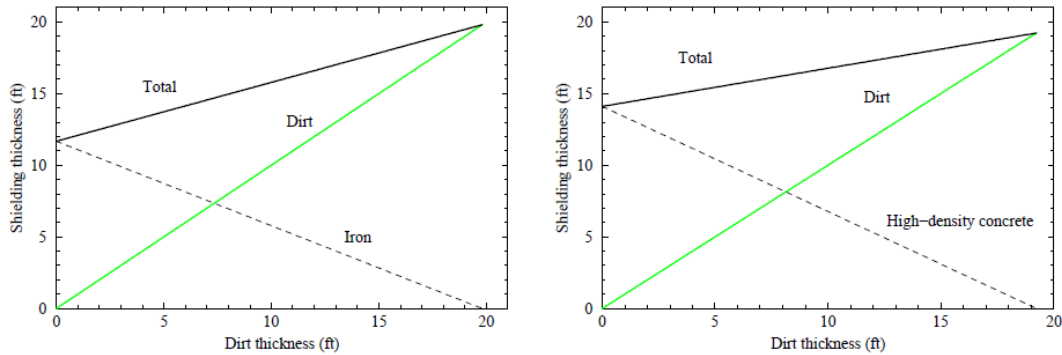 20
15
10
5
0
Shielding thickness (ft)
Total
Dirt
Iron
0 5 10 15 20
Dirt thickness (ft)
20
15
10
5
0
Shielding thickness (ft)
Total
Dirt
High−density concrete
0 5 10 15 20
Dirt thickness (ft)